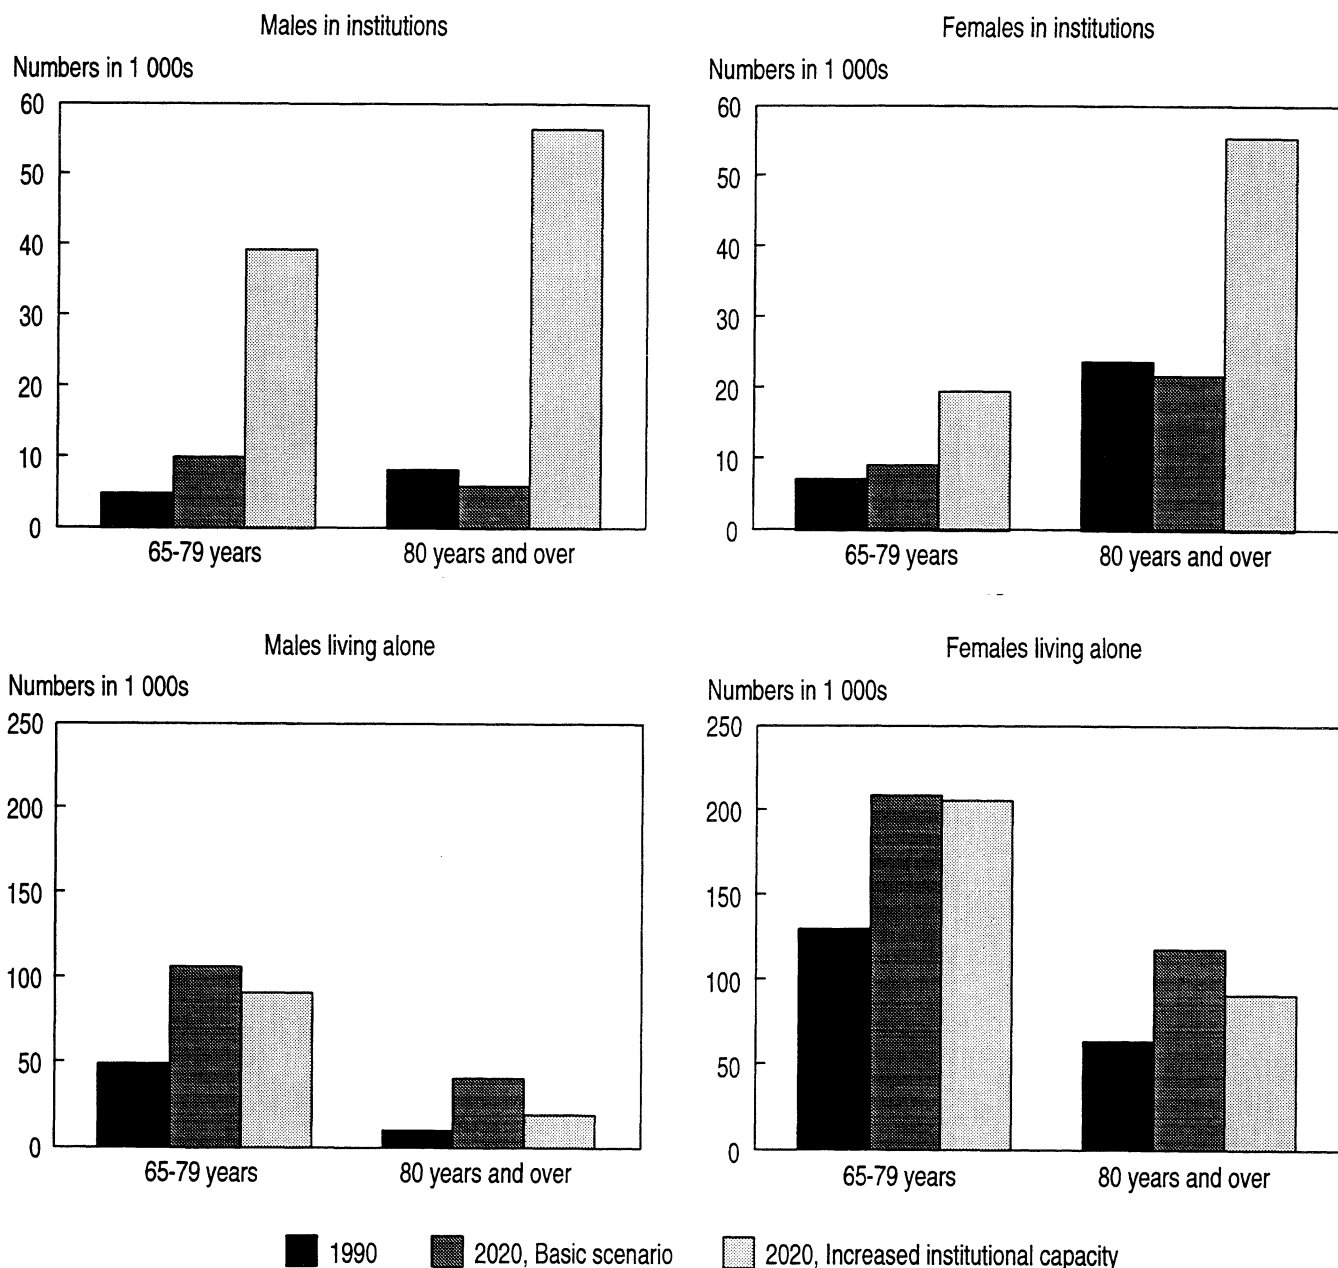 Males in institutions
Numbers in 1 000s
60
50
40
30
20
10
0
65-79 years 80 years and over
Females in institutions
Numbers in 1 000s
60
50
40
30
20
10
0
65-79 years 80 years and over
Males living alone
Numbers in 1 000s
250
200
150
100
50
0
65-79 years 80 years and over
Females living alone
Numbers in 1 000s
250
200
150
100
50
0
65-79 years 80 years and over
1990 2020, Basic scenario 2020, Increased institutional capacity